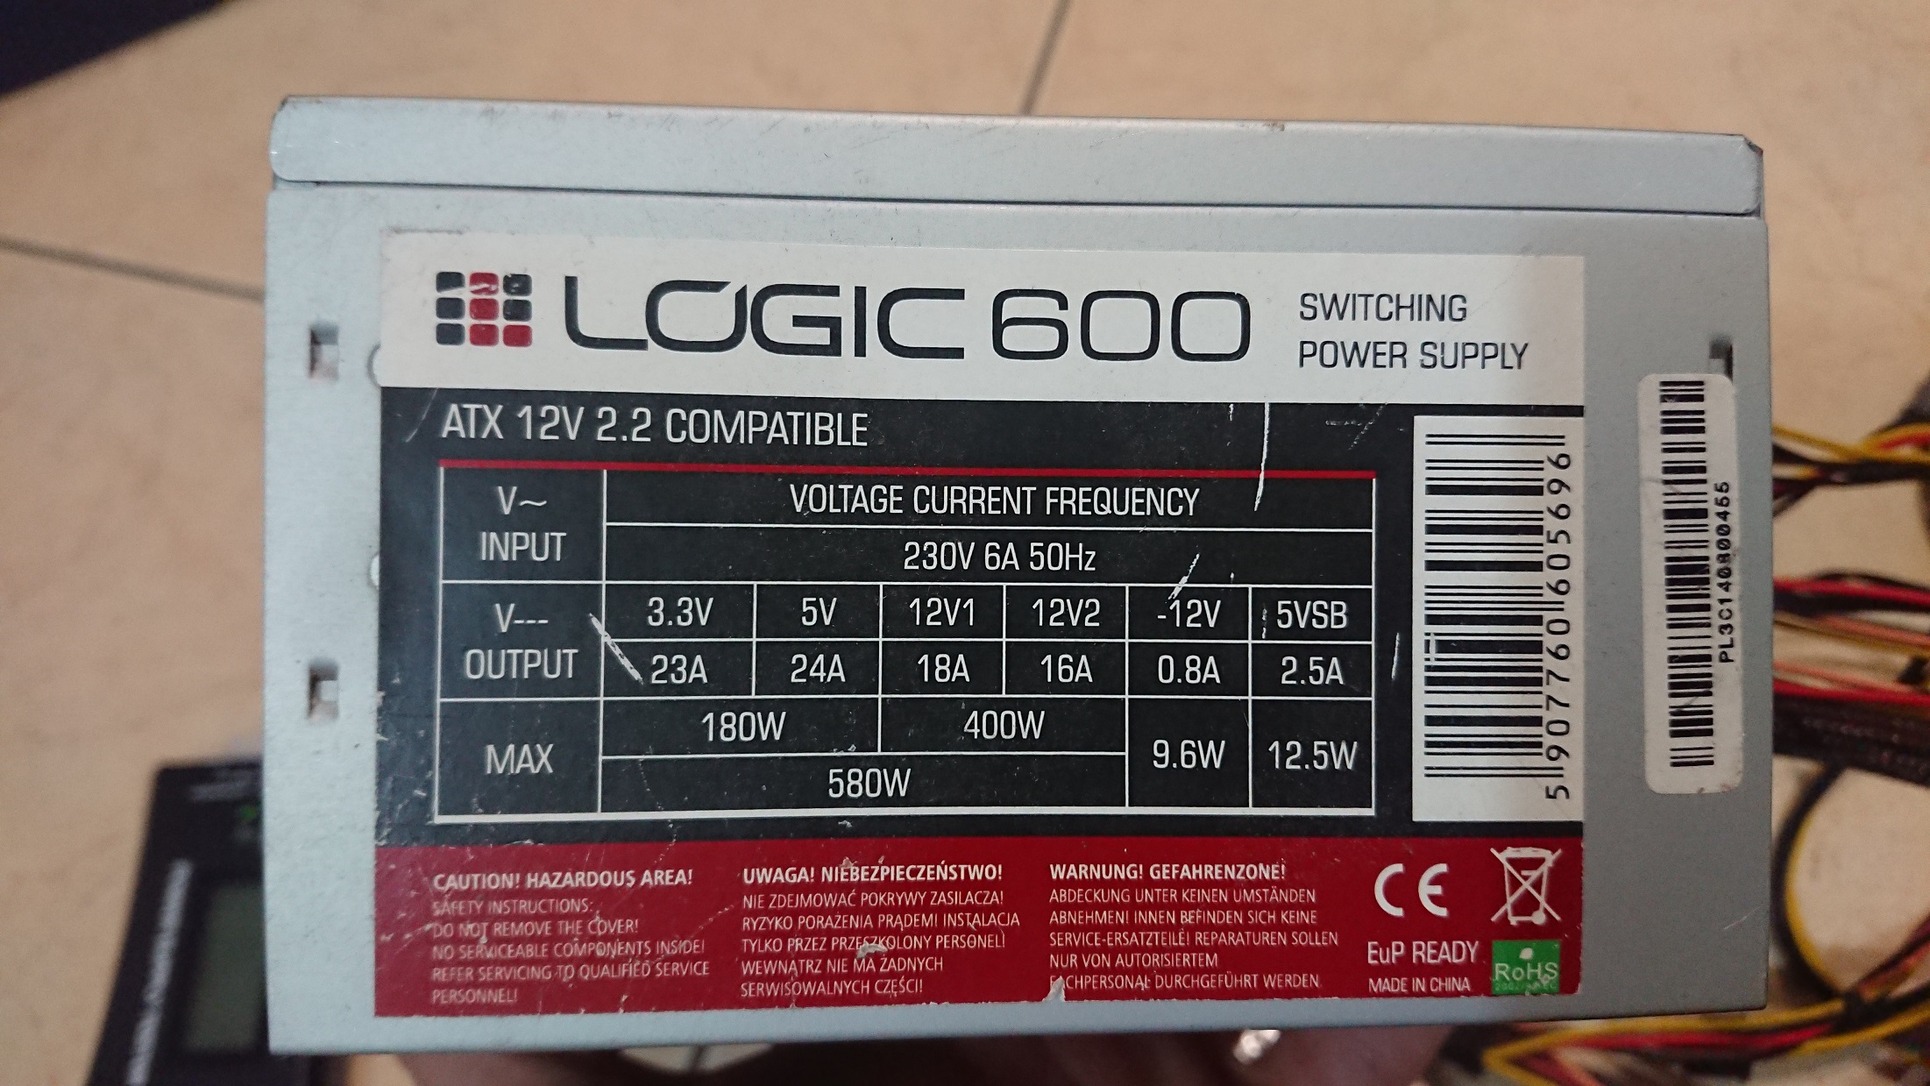 LOGIC 600
SWITCHING
POWER SUPPLY
ATX 12V 2.2 COMPATIBLE
V~
INPUT
VOLTAGE CURRENT FREQUENCY
230V 6A 50Hz
V---
OUTPUT
3.3V 5V 12V1 12V2 -12V 5VSB
23A 24A 18A 16A 0.8A 2.5A
MAX
180W 400W
580W
9.6W 12.5W
5 907760 605696
PL3C140800455
CAUTION! HAZARDOUS AREA!
SAFETY INSTRUCTIONS:
DO NOT REMOVE THE COVER!
NO SERVICEABLE COMPONENTS INSIDE!
REFER SERVICING TO QUALIFIED SERVICE
PERSONNEL!
UWAGA! NIEBEZPIECZEŃSTWO!
NIE ZDEJMOWAĆ POKRYWY ZASILACZA!
RYZYKO PORAŻENIA PRĄDEM! INSTALACJA
TYLKO PRZEZ PRZESZKOLONY PERSONEL!
WEWNĄTRZ NIE MA ŻADNYCH
SERWISOWALNYCH CZĘŚCI!
WARNUNG! GEFAHRENZONE!
ABDECKUNG UNTER KEINEN UMSTÄNDEN
ABNEHMEN! INNEN BEFINDEN SICH KEINE
SERVICE-ERSATZTEILE! REPARATUREN SOLLEN
NUR VON AUTORISIERTEM
FACHPERSONAL DURCHGEFÜHRT WERDEN
CE
EuP READY
MADE IN CHINA
RoHS